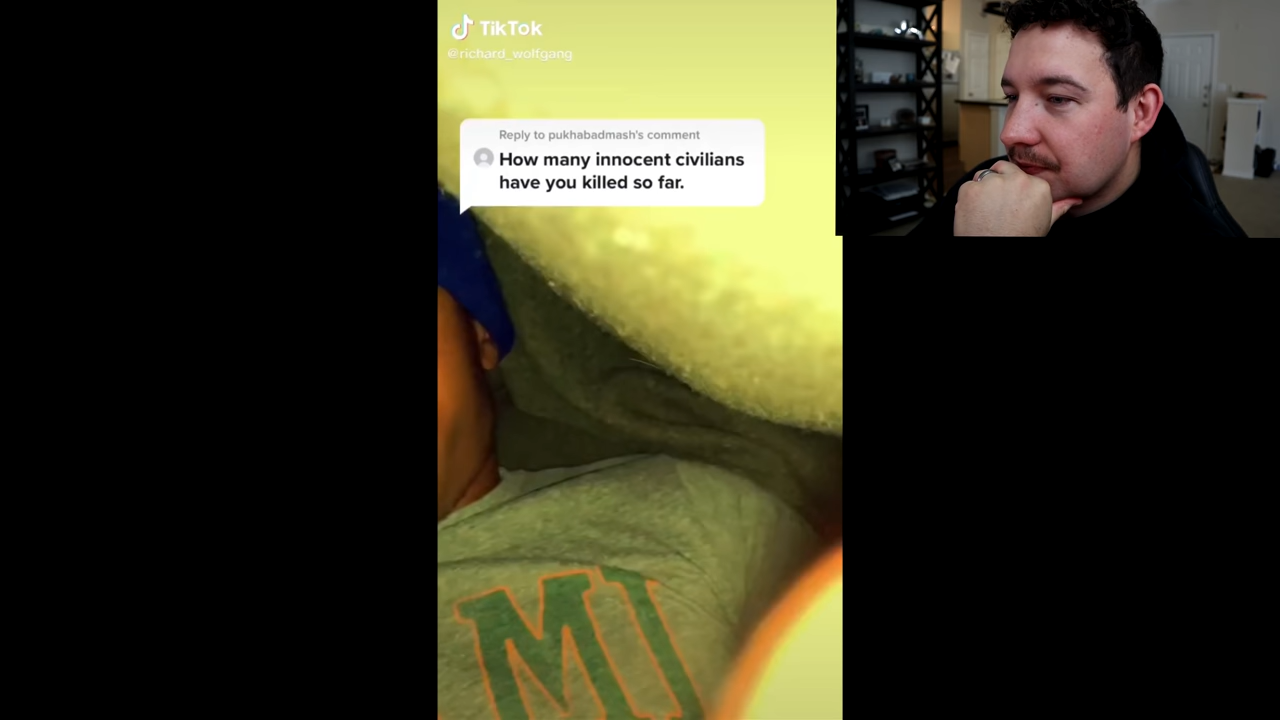 TikTok
@richard_wolfgang
Reply to pukhabadmash's comment
How many innocent civilians
have you killed so far.
MI